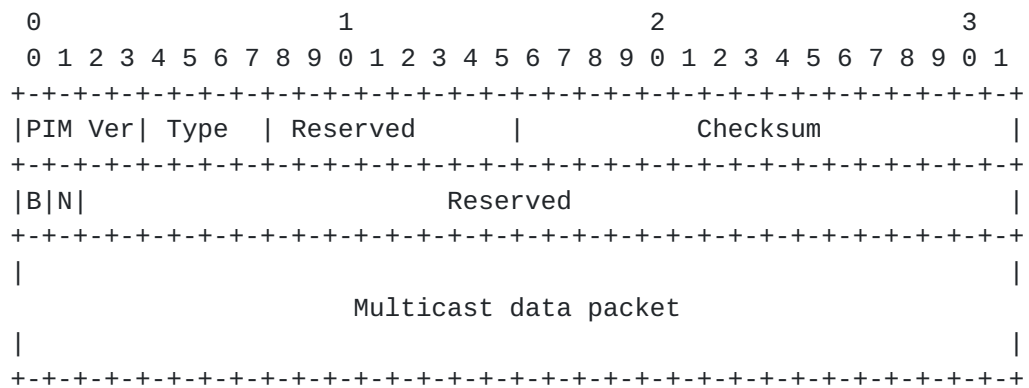 0                   1                   2                   3
 0 1 2 3 4 5 6 7 8 9 0 1 2 3 4 5 6 7 8 9 0 1 2 3 4 5 6 7 8 9 0 1
+-+-+-+-+-+-+-+-+-+-+-+-+-+-+-+-+-+-+-+-+-+-+-+-+-+-+-+-+-+-+-+-+
|PIM Ver| Type  | Reserved      |           Checksum            |
+-+-+-+-+-+-+-+-+-+-+-+-+-+-+-+-+-+-+-+-+-+-+-+-+-+-+-+-+-+-+-+-+
|B|N|                       Reserved                            |
+-+-+-+-+-+-+-+-+-+-+-+-+-+-+-+-+-+-+-+-+-+-+-+-+-+-+-+-+-+-+-+-+
|                                                               |
                      Multicast data packet
|                                                               |
+-+-+-+-+-+-+-+-+-+-+-+-+-+-+-+-+-+-+-+-+-+-+-+-+-+-+-+-+-+-+-+-+